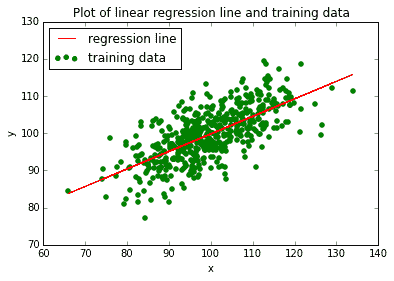 Plot of linear regression line and training data
regression line
training data
y
130
120
110
100
90
80
70
60 70 80 90 100 110 120 130 140
x